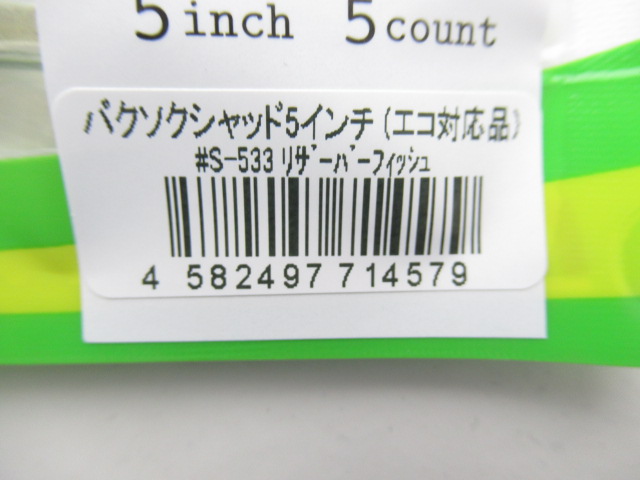 5 inch 5 count
パクソクシャッド5インチ(エコ対応品)
#S-533 ﾘｻﾞｰﾊﾞｰﾌｨｯｼｭ
4 582497 714579